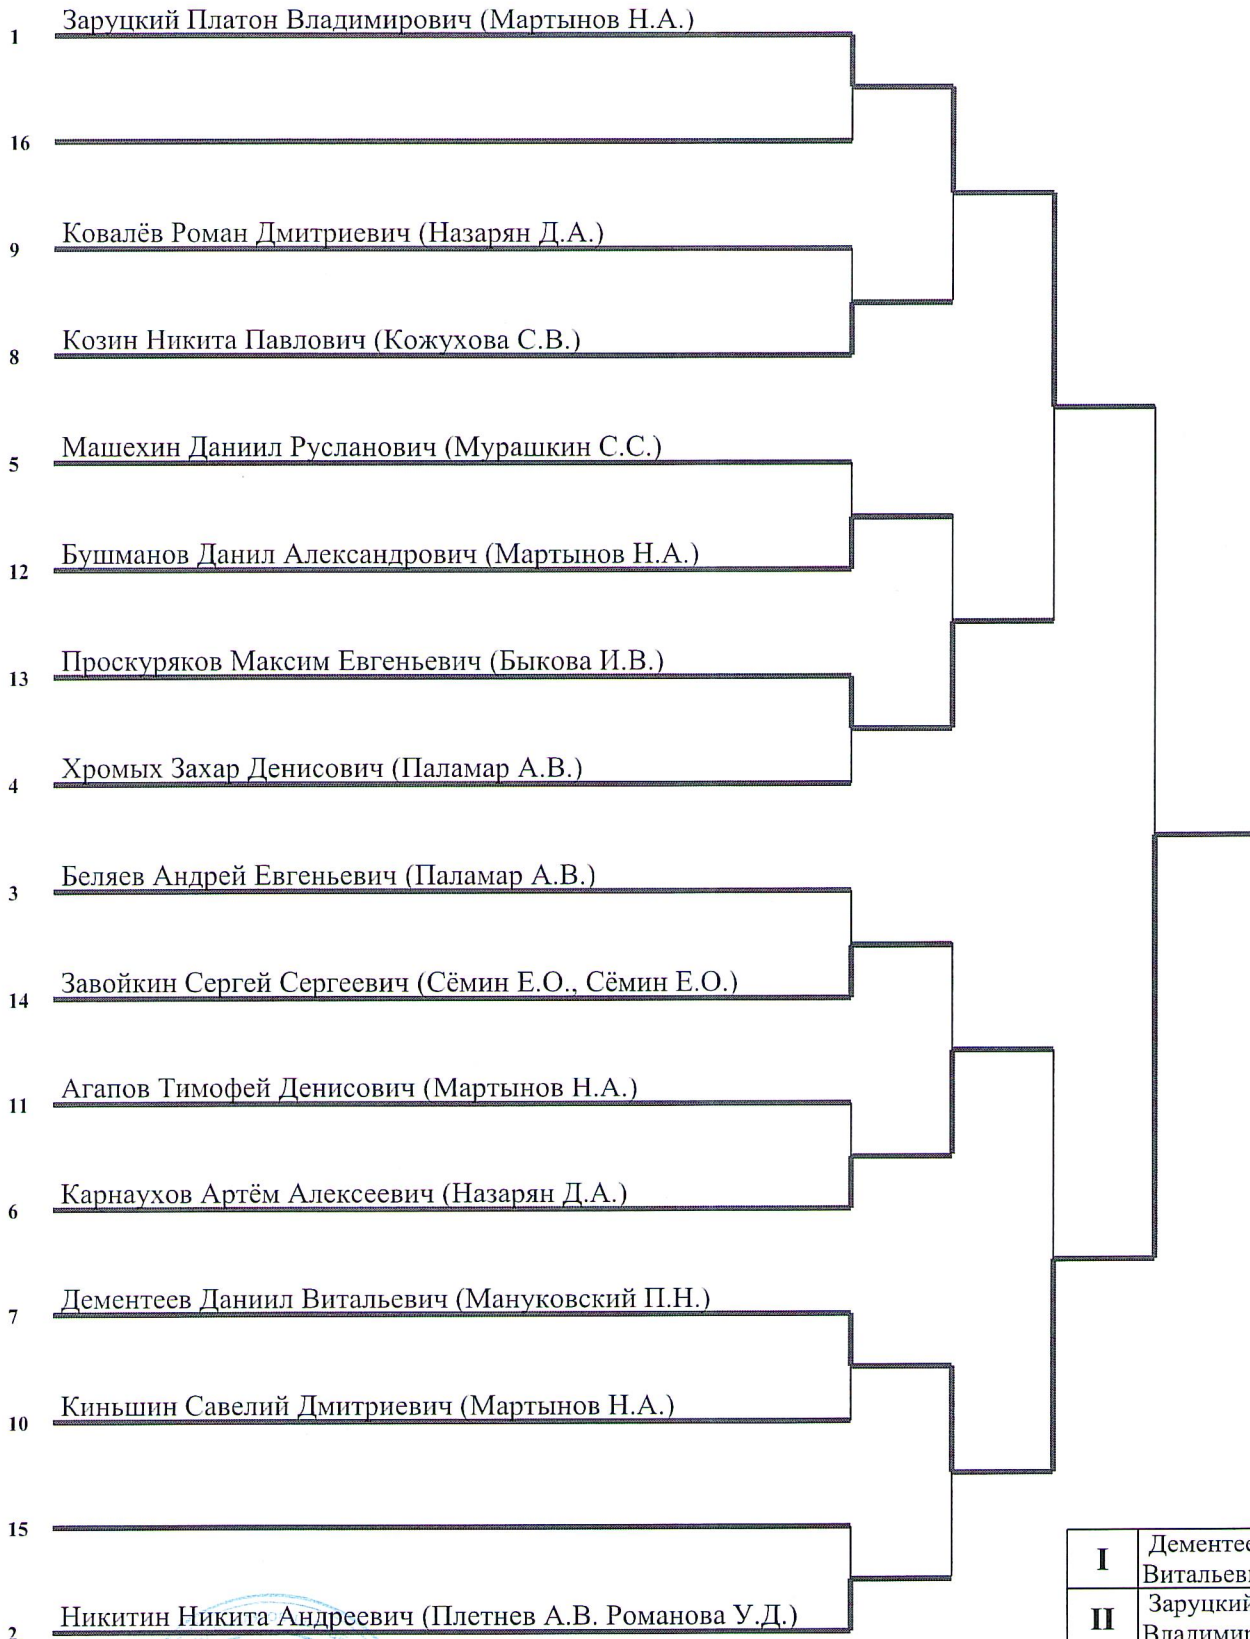 1 Заруцкий Платон Владимирович (Мартынов Н.А.)
16
9 Ковалёв Роман Дмитриевич (Назарян Д.А.)
8 Козин Никита Павлович (Кожухова С.В.)
5 Машехин Даниил Русланович (Мурашкин С.С.)
12 Бушманов Данил Александрович (Мартынов Н.А.)
13 Проскуряков Максим Евгеньевич (Быкова И.В.)
4 Хромых Захар Денисович (Паламар А.В.)
3 Беляев Андрей Евгеньевич (Паламар А.В.)
14 Завойкин Сергей Сергеевич (Сёмин Е.О., Сёмин Е.О.)
11 Агапов Тимофей Денисович (Мартынов Н.А.)
6 Карнаухов Артём Алексеевич (Назарян Д.А.)
7 Дементеев Даниил Витальевич (Мануковский П.Н.)
10 Киньшин Савелий Дмитриевич (Мартынов Н.А.)
15
2 Никитин Никита Андреевич (Плетнев А.В. Романова У.Д.)
I Дементее
Витальеви
II Заруцкий
Владимир